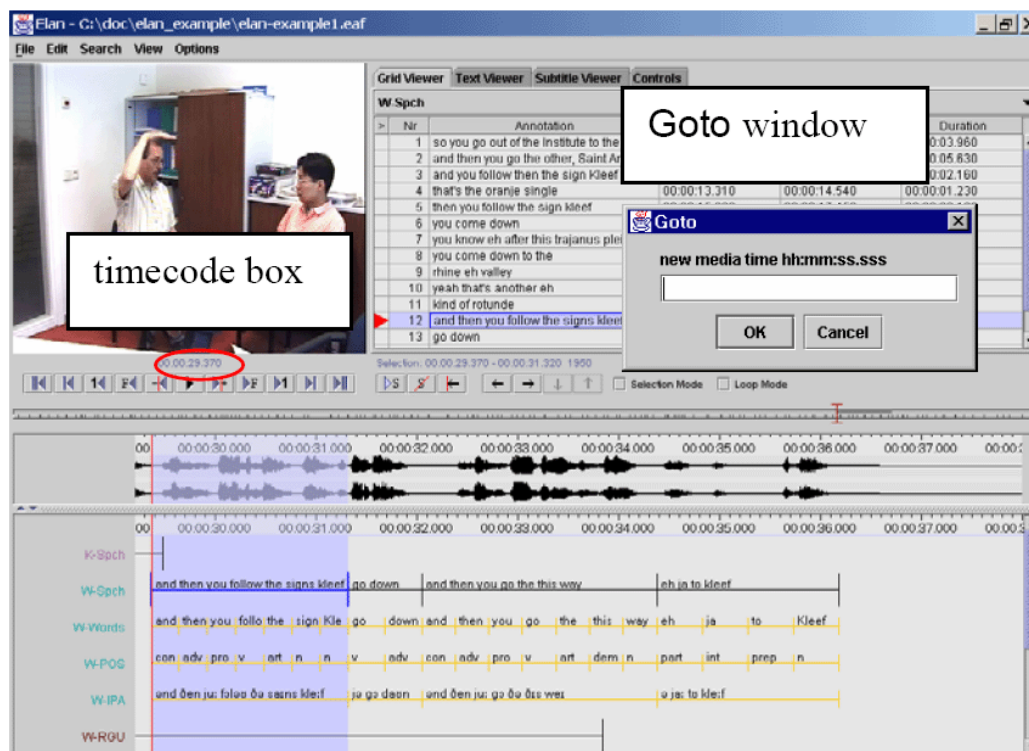 Elan - C:\doc\elan_example\elan-example1.eaf
File Edit Search View Options
Grid Viewer Text Viewer Subtitle Viewer Controls
W-Spch
> Nr Annotation Duration
1 so you go out of the Institute to the 0:03.960
2 and then you go the other, Saint An 0:05.630
3 and you follow then the sign Kleef 0:02.160
4 that's the oranje single 00:00:13.310 00:00:14.540 00:00:01.230
5 then you follow the sign kleef
6 you come down
7 you know eh after this trajanus plei
8 you come down to the
9 rhine eh valley
10 yeah that's another eh
11 kind of rotunde
12 and then you follow the signs kleef
13 go down
Goto window
timecode box
Goto
new media time hh:mm:ss.sss
OK Cancel
00:00:29.370
Selection: 00:00:29.370 - 00:00:31.320 1950
1 F F 1 S S Selection Mode Loop Mode
00 00:00:30.000 00:00:31.000 00:00:32.000 00:00:33.000 00:00:34.000 00:00:35.000 00:00:36.000 00:00:37.000 00:00:
00 00:00:30.000 00:00:31.000 00:00:32.000 00:00:33.000 00:00:34.000 00:00:35.000 00:00:36.000 00:00:37.000
K-Spch
W-Spch and then you follow the signs kleef go down and then you go the this way eh ja to kleef
W-Words and then you follo the sign Kle go down and then you go the this way eh ja to Kleef
W-POS con adv pro v art n n v adv con adv pro v art dem n part int prep n
W-IPA
W-RGU